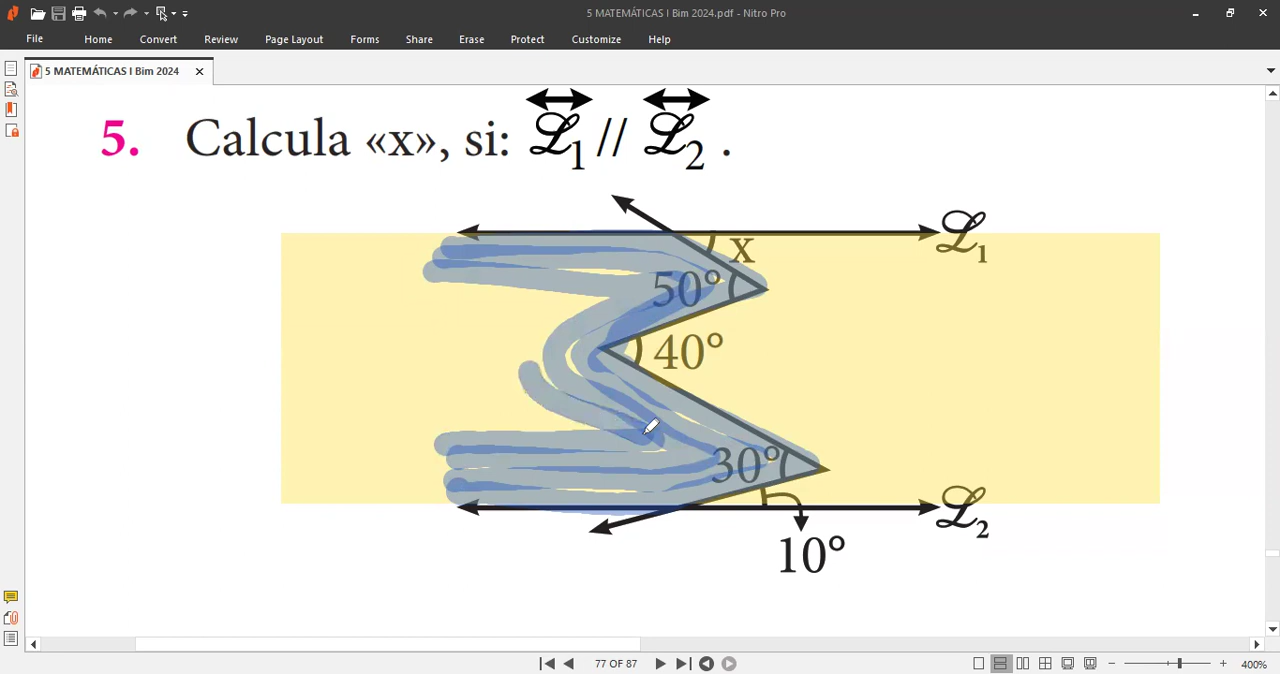 5 MATEMÁTICAS I Bim 2024.pdf - Nitro Pro
File Home Convert Review Page Layout Forms Share Erase Protect Customize Help
5 MATEMÁTICAS I Bim 2024
5. Calcula «x», si: ℒ1 // ℒ2 .
ℒ1
x
50°
40°
30°
ℒ2
10°
77 OF 87
400%